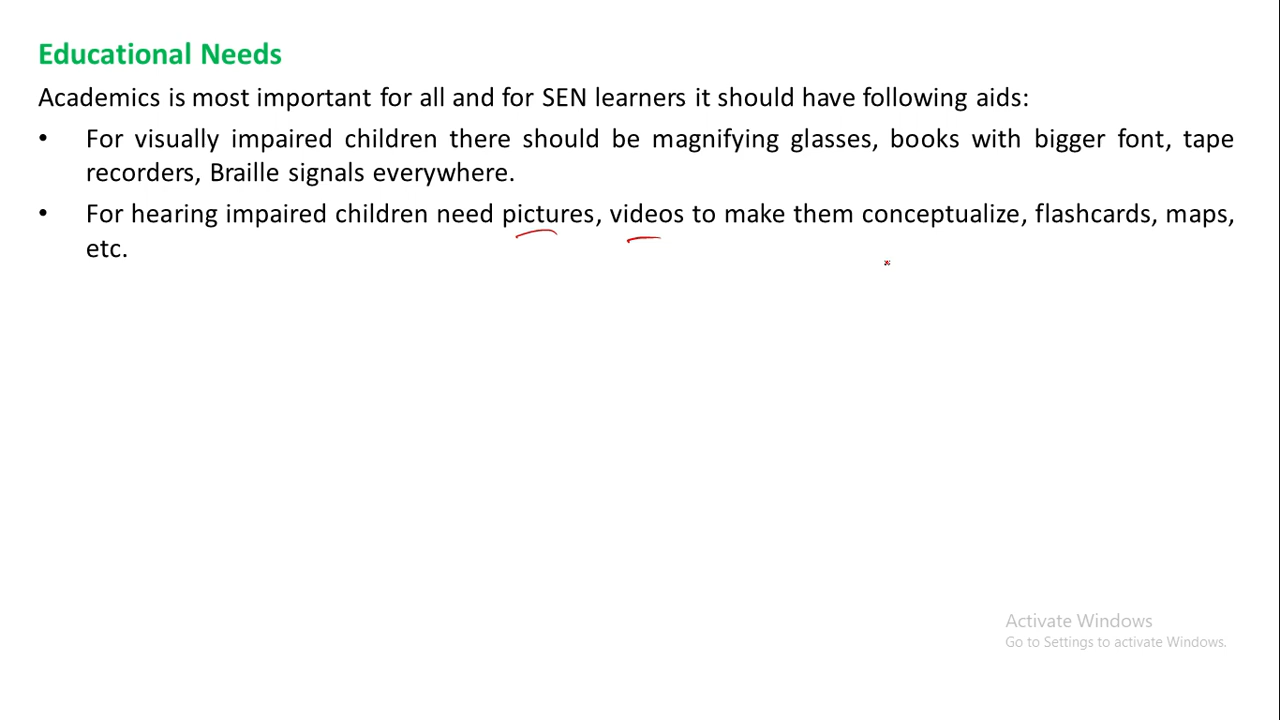 Educational Needs
Academics is most important for all and for SEN learners it should have following aids:
• For visually impaired children there should be magnifying glasses, books with bigger font, tape
recorders, Braille signals everywhere.
• For hearing impaired children need pictures, videos to make them conceptualize, flashcards, maps,
etc.
Activate Windows
Go to Settings to activate Windows.